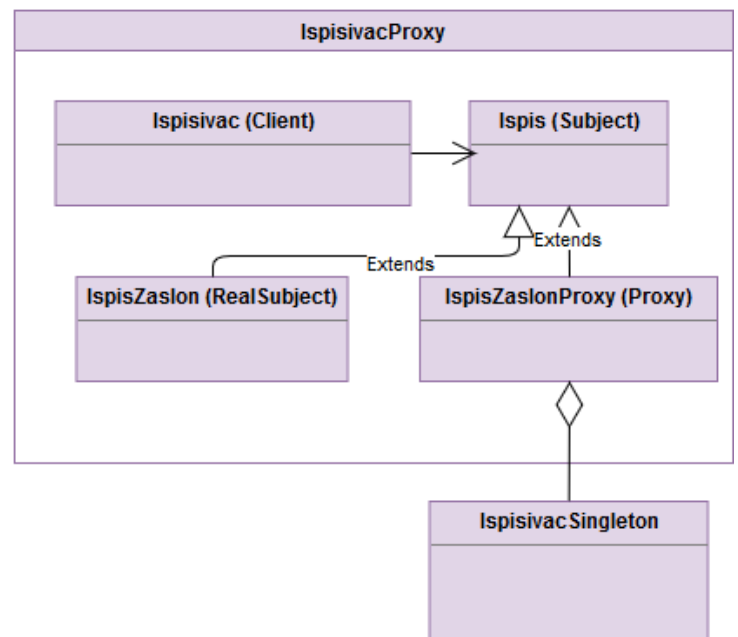 IspisivacProxy
Ispisivac (Client)
Ispis (Subject)
Extends
Extends
IspisZaslon (RealSubject)
IspisZaslonProxy (Proxy)
IspisivacSingleton